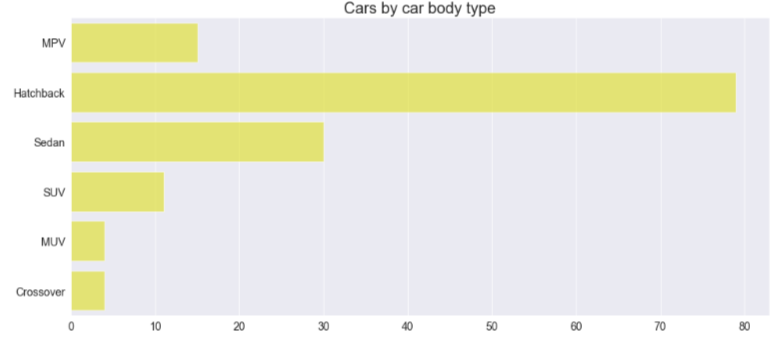 Cars by car body type
MPV
Hatchback
Sedan
SUV
MUV
Crossover
0 10 20 30 40 50 60 70 80